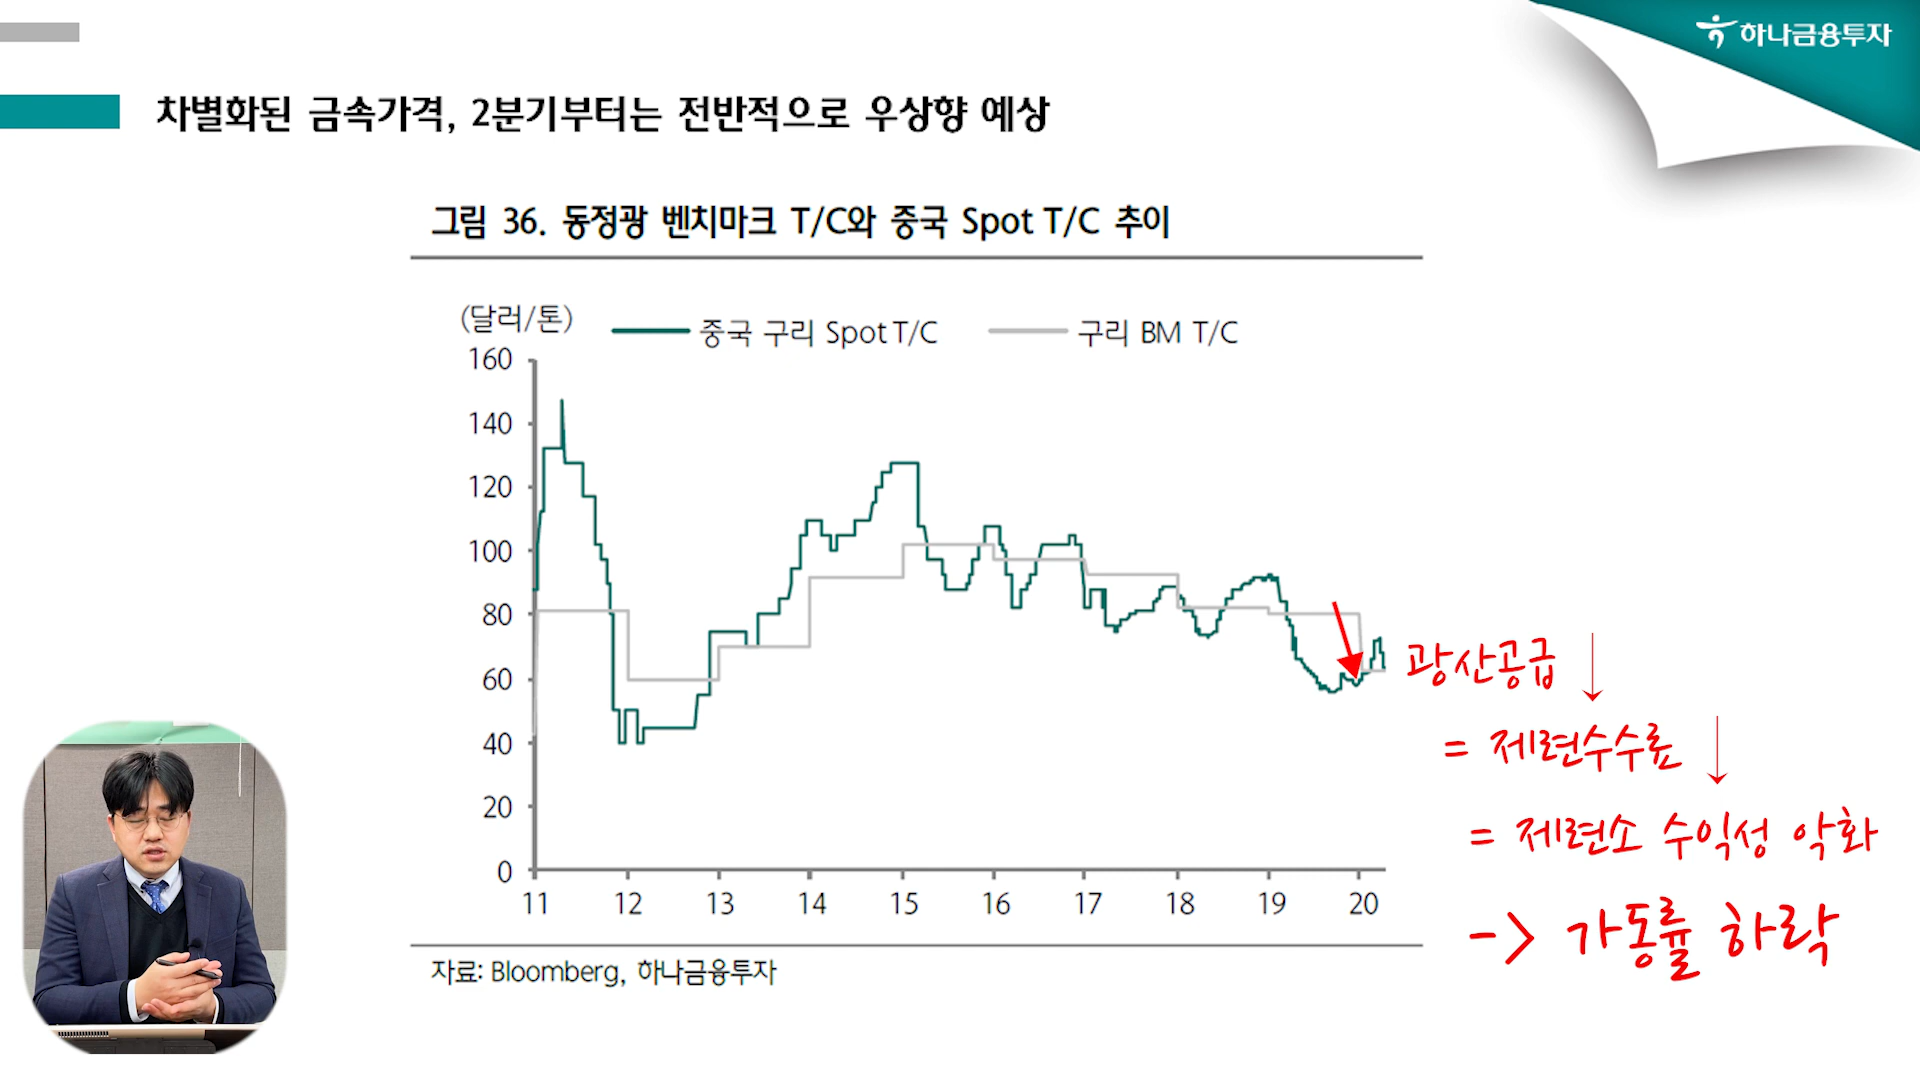 하나금융투자
차별화된 금속가격, 2분기부터는 전반적으로 우상향 예상
그림 36. 동정광 벤치마크 T/C와 중국 Spot T/C 추이
(달러/톤)
중국 구리 Spot T/C
구리 BM T/C
160
140
120
100
80
60
40
20
0
11 12 13 14 15 16 17 18 19 20
광산공급 ↓
= 제련수수료 ↓
= 제련소 수익성 악화
-> 가동률 하락
자료: Bloomberg, 하나금융투자